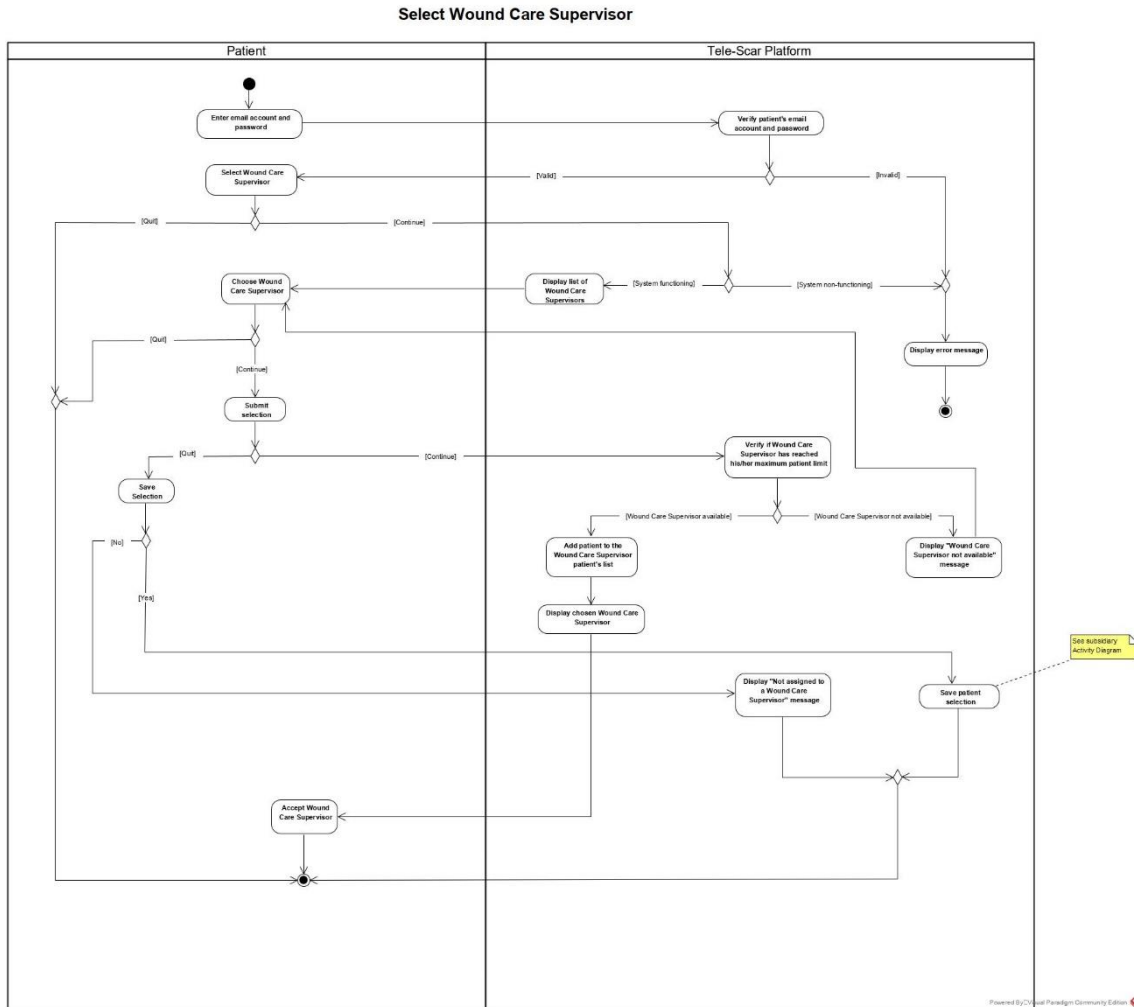 Select Wound Care Supervisor
Patient
Tele-Scar Platform
Enter email account and
password
Verify patient's email
account and password
Select Wound Care
Supervisor
[Valid]
[Invalid]
[Quit]
[Continue]
Choose Wound
Care Supervisor
Display list of
Wound Care
Supervisors
[System functioning]
[System non-functioning]
[Quit]
Display error message
[Continue]
Submit
selection
Verify if Wound Care
Supervisor has reached
his/her maximum patient limit
[Quit]
[Continue]
Save
Selection
[Wound Care Supervisor available]
[Wound Care Supervisor not available]
[No]
Add patient to the
Wound Care Supervisor
patient's list
Display "Wound Care
Supervisor not available"
message
[Yes]
Display chosen Wound Care
Supervisor
See subsidiary
Activity Diagram
Display "Not assigned to
a Wound Care
Supervisor" message
Save patient
selection
Accept Wound
Care Supervisor
Powered By Visual Paradigm Community Edition